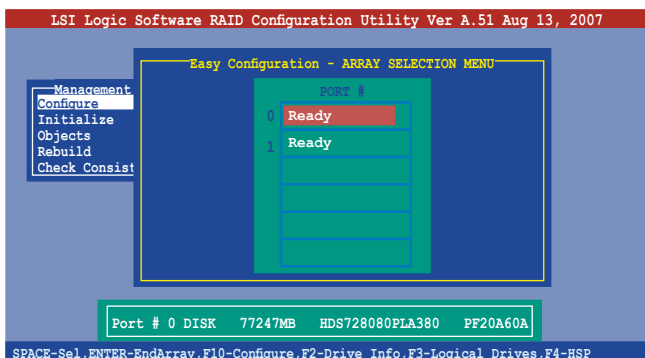 LSI Logic Software RAID Configuration Utility Ver A.51 Aug 13, 2007
Easy Configuration - ARRAY SELECTION MENU
Management
Configure
Initialize
Objects
Rebuild
Check Consist
PORT #
0 Ready
1 Ready
Port # 0 DISK 77247MB HDS728080PLA380 PF20A60A
SPACE-Sel,ENTER-EndArray,F10-Configure,F2-Drive Info,F3-Logical Drives,F4-HSP